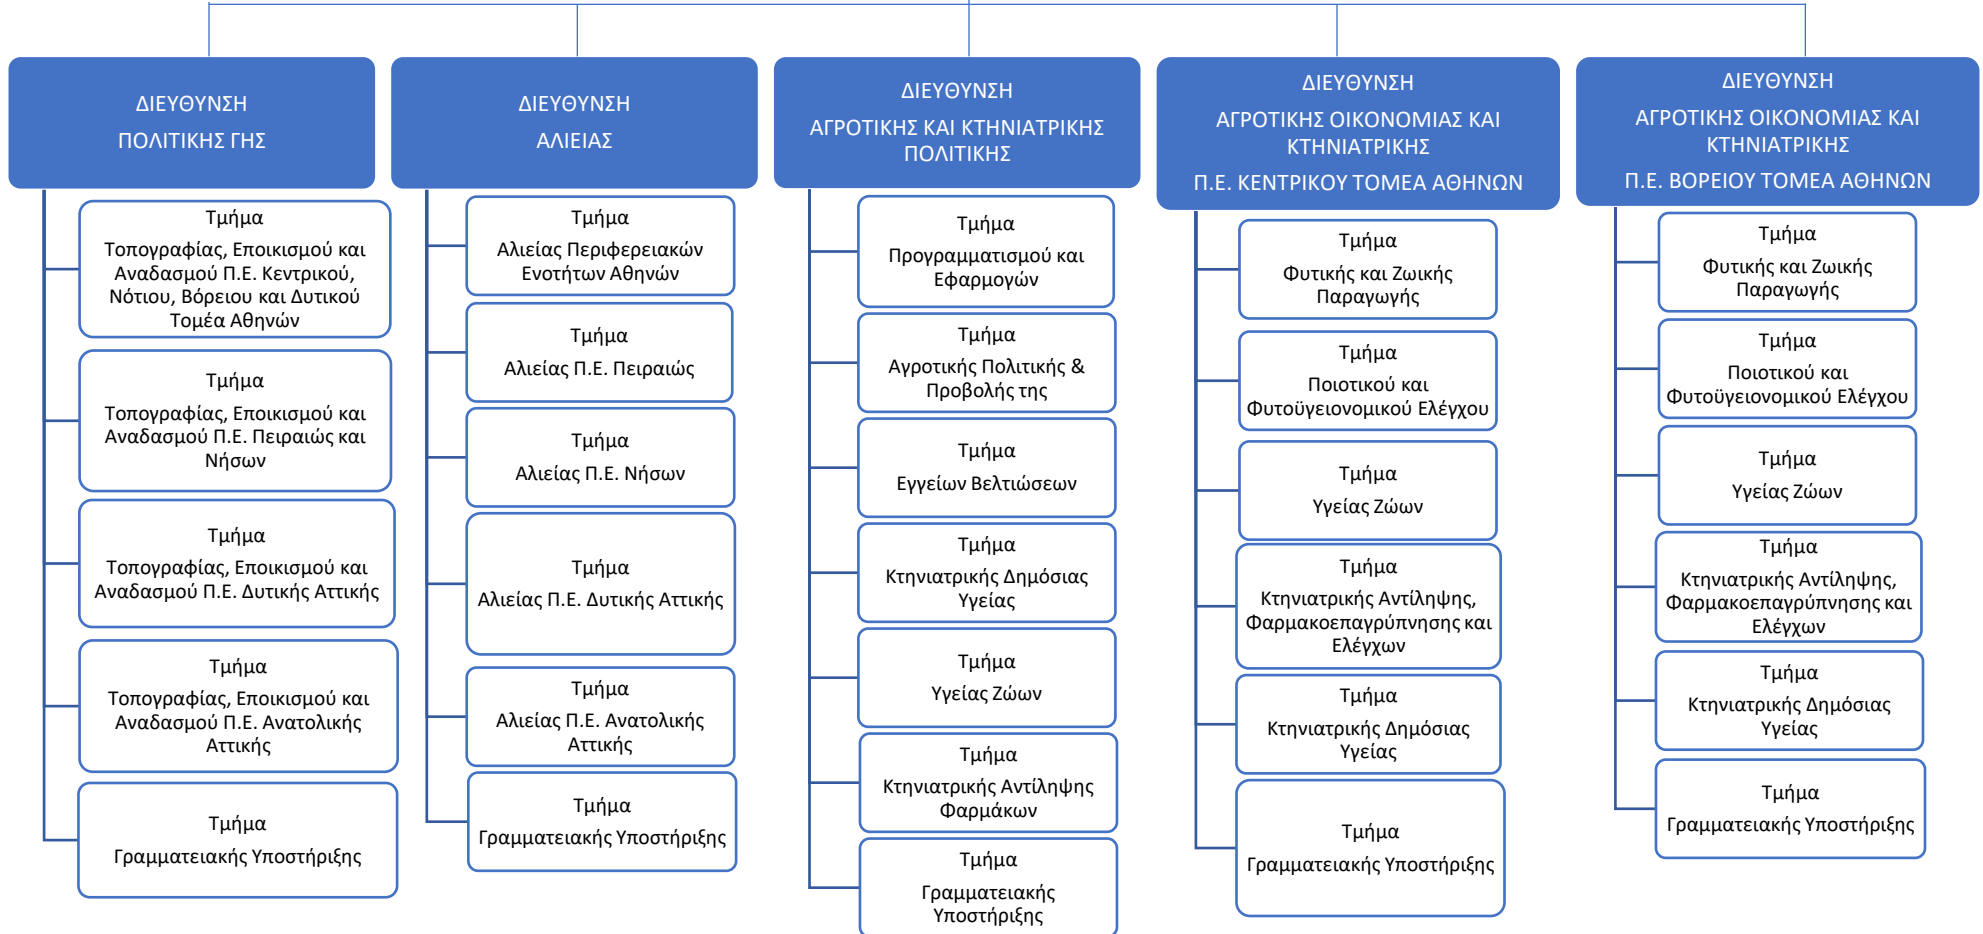 ΔΙΕΥΘΥΝΣΗ
ΠΟΛΙΤΙΚΗΣ ΓΗΣ
Τμήμα
Τοπογραφίας, Εποικισμού και
Αναδασμού Π.Ε. Κεντρικού,
Νότιου, Βόρειου και Δυτικού
Τομέα Αθηνών
Τμήμα
Τοπογραφίας, Εποικισμού και
Αναδασμού Π.Ε. Πειραιώς και
Νήσων
Τμήμα
Τοπογραφίας, Εποικισμού και
Αναδασμού Π.Ε. Δυτικής Αττικής
Τμήμα
Τοπογραφίας, Εποικισμού και
Αναδασμού Π.Ε. Ανατολικής
Αττικής
Τμήμα
Γραμματειακής Υποστήριξης
ΔΙΕΥΘΥΝΣΗ
ΑΛΙΕΙΑΣ
Τμήμα
Αλιείας Περιφερειακών
Ενοτήτων Αθηνών
Τμήμα
Αλιείας Π.Ε. Πειραιώς
Τμήμα
Αλιείας Π.Ε. Νήσων
Τμήμα
Αλιείας Π.Ε. Δυτικής Αττικής
Τμήμα
Αλιείας Π.Ε. Ανατολικής
Αττικής
Τμήμα
Γραμματειακής Υποστήριξης
ΔΙΕΥΘΥΝΣΗ
ΑΓΡΟΤΙΚΗΣ ΚΑΙ ΚΤΗΝΙΑΤΡΙΚΗΣ
ΠΟΛΙΤΙΚΗΣ
Τμήμα
Προγραμματισμού και
Εφαρμογών
Τμήμα
Αγροτικής Πολιτικής &
Προβολής της
Τμήμα
Εγγείων Βελτιώσεων
Τμήμα
Κτηνιατρικής Δημόσιας
Υγείας
Τμήμα
Υγείας Ζώων
Τμήμα
Κτηνιατρικής Αντίληψης
Φαρμάκων
Τμήμα
Γραμματειακής
Υποστήριξης
ΔΙΕΥΘΥΝΣΗ
ΑΓΡΟΤΙΚΗΣ ΟΙΚΟΝΟΜΙΑΣ ΚΑΙ
ΚΤΗΝΙΑΤΡΙΚΗΣ
Π.Ε. ΚΕΝΤΡΙΚΟΥ ΤΟΜΕΑ ΑΘΗΝΩΝ
Τμήμα
Φυτικής και Ζωικής
Παραγωγής
Τμήμα
Ποιοτικού και
Φυτοϋγειονομικού Ελέγχου
Τμήμα
Υγείας Ζώων
Τμήμα
Κτηνιατρικής Αντίληψης,
Φαρμακοεπαγρύπνησης και
Ελέγχων
Τμήμα
Κτηνιατρικής Δημόσιας
Υγείας
Τμήμα
Γραμματειακής Υποστήριξης
ΔΙΕΥΘΥΝΣΗ
ΑΓΡΟΤΙΚΗΣ ΟΙΚΟΝΟΜΙΑΣ ΚΑΙ
ΚΤΗΝΙΑΤΡΙΚΗΣ
Π.Ε. ΒΟΡΕΙΟΥ ΤΟΜΕΑ ΑΘΗΝΩΝ
Τμήμα
Φυτικής και Ζωικής
Παραγωγής
Τμήμα
Ποιοτικού και
Φυτοϋγειονομικού Ελέγχου
Τμήμα
Υγείας Ζώων
Τμήμα
Κτηνιατρικής Αντίληψης,
Φαρμακοεπαγρύπνησης και
Ελέγχων
Τμήμα
Κτηνιατρικής Δημόσιας
Υγείας
Τμήμα
Γραμματειακής Υποστήριξης